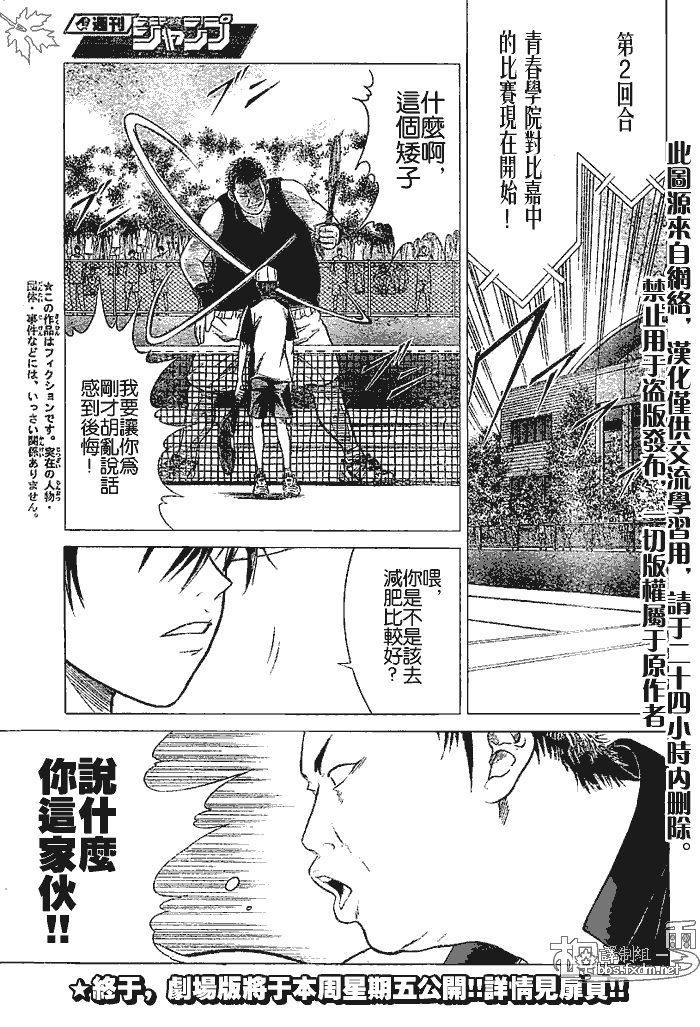 週刊
少年ジャンプ
第2回合
青春學院對比嘉中
的比賽現在開始！
什麼啊，
這個矮子
我要讓你為
剛才胡亂說話
感到後悔！
★この作品はフィクションです。実在の人物・
団体・事件などには、いっさい関係ありません。
喂，
你是不是該去
減肥比較好？
說什麼
你這家伙!!
此圖源來自網絡，漢化僅供交流學習用，請于二十四小時內刪除。
禁止用于盜版發布，一切版權屬于原作者
譯制組
bbs.fxdm.net
★終于，劇場版將于本周星期五公開!!詳情見扉頁!!